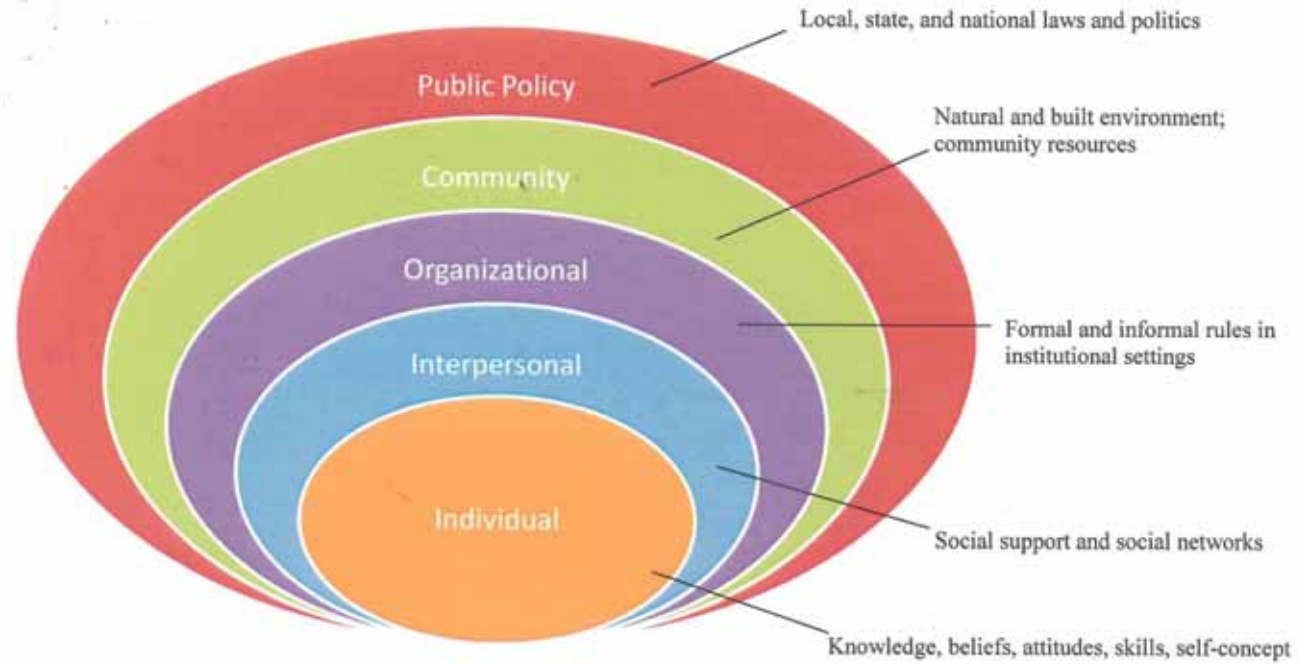 Local, state, and national laws and politics
Public Policy
Natural and built environment;
community resources
Community
Organizational
Formal and informal rules in
institutional settings
Interpersonal
Individual
Social support and social networks
Knowledge, beliefs, attitudes, skills, self-concept